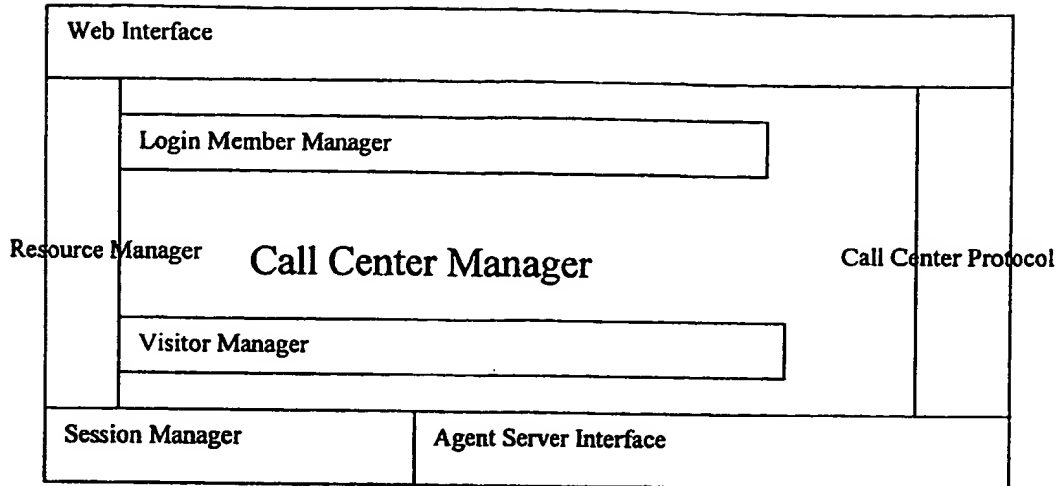 Web Interface
Login Member Manager
Resource Manager
Call Center Manager
Call Center Protocol
Visitor Manager
Session Manager
Agent Server Interface